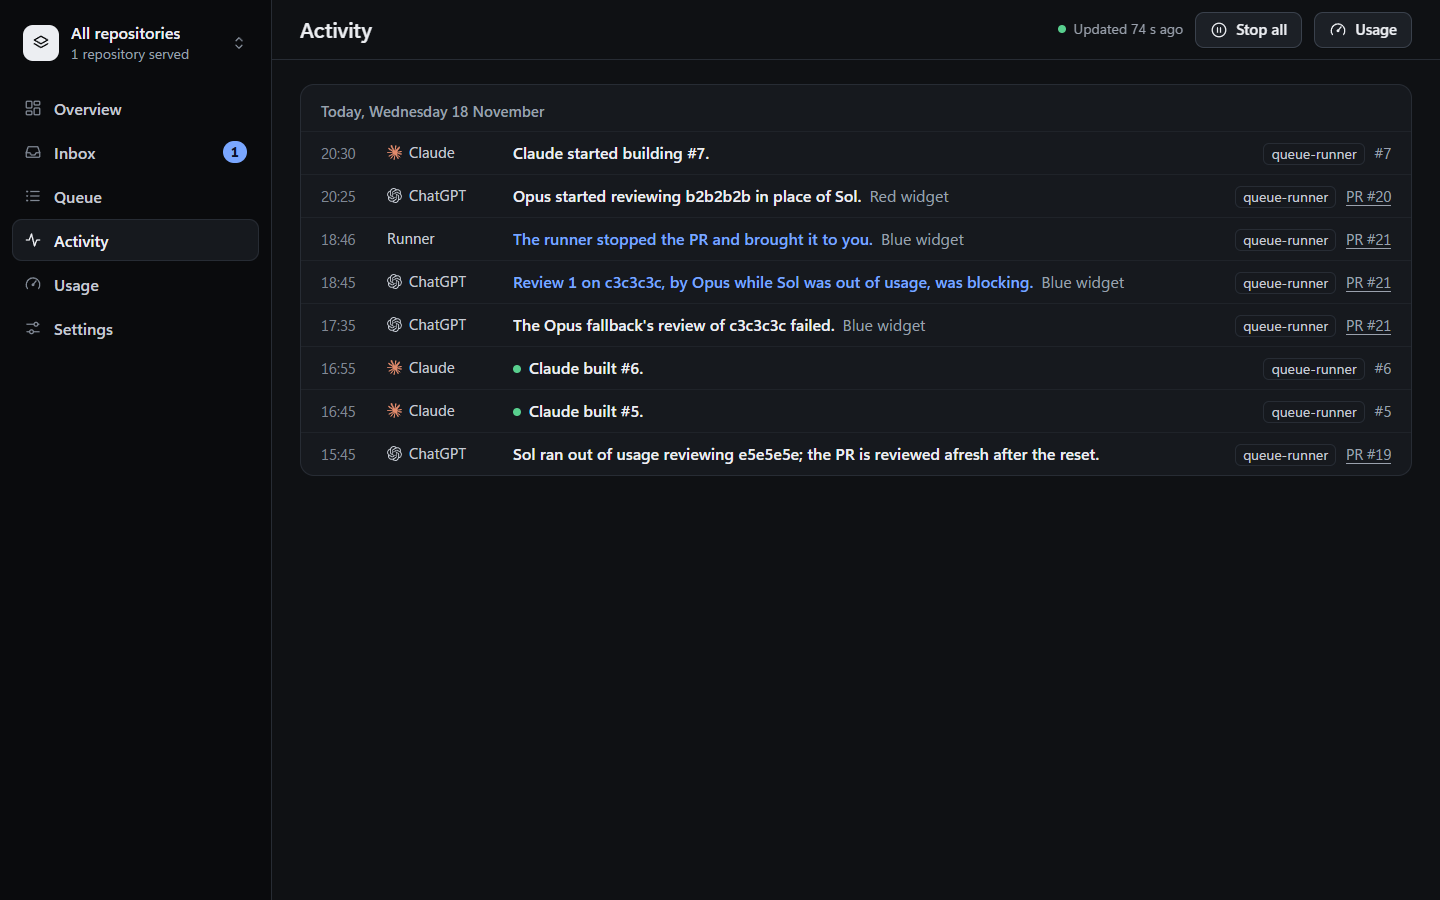 All repositories
1 repository served
Overview
Inbox 1
Queue
Activity
Usage
Settings
Activity
Updated 74 s ago
Stop all
Usage
Today, Wednesday 18 November
20:30 Claude Claude started building #7. queue-runner #7
20:25 ChatGPT Opus started reviewing b2b2b2b in place of Sol. Red widget queue-runner PR #20
18:46 Runner The runner stopped the PR and brought it to you. Blue widget queue-runner PR #21
18:45 ChatGPT Review 1 on c3c3c3c, by Opus while Sol was out of usage, was blocking. Blue widget queue-runner PR #21
17:35 ChatGPT The Opus fallback's review of c3c3c3c failed. Blue widget queue-runner PR #21
16:55 Claude Claude built #6. queue-runner #6
16:45 Claude Claude built #5. queue-runner #5
15:45 ChatGPT Sol ran out of usage reviewing e5e5e5e; the PR is reviewed afresh after the reset. queue-runner PR #19